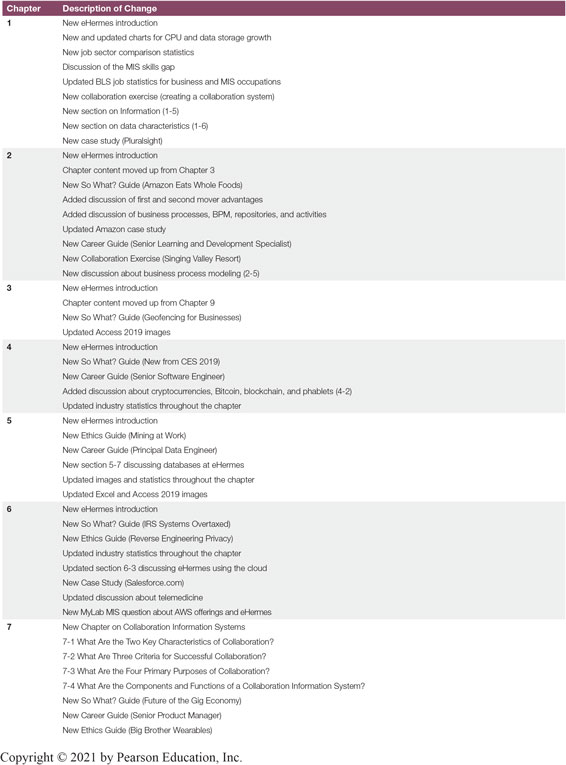 Chapter Description of Change
1 New eHermes introduction
New and updated charts for CPU and data storage growth
New job sector comparison statistics
Discussion of the MIS skills gap
Updated BLS job statistics for business and MIS occupations
New collaboration exercise (creating a collaboration system)
New section on Information (1-5)
New section on data characteristics (1-6)
New case study (Pluralsight)
2 New eHermes introduction
Chapter content moved up from Chapter 3
New So What? Guide (Amazon Eats Whole Foods)
Added discussion of first and second mover advantages
Added discussion of business processes, BPM, repositories, and activities
Updated Amazon case study
New Career Guide (Senior Learning and Development Specialist)
New Collaboration Exercise (Singing Valley Resort)
New discussion about business process modeling (2-5)
3 New eHermes introduction
Chapter content moved up from Chapter 9
New So What? Guide (Geofencing for Businesses)
Updated Access 2019 images
4 New eHermes introduction
New So What? Guide (New from CES 2019)
New Career Guide (Senior Software Engineer)
Added discussion about cryptocurrencies, Bitcoin, blockchain, and phablets (4-2)
Updated industry statistics throughout the chapter
5 New eHermes introduction
New Ethics Guide (Mining at Work)
New Career Guide (Principal Data Engineer)
New section 5-7 discussing databases at eHermes
Updated images and statistics throughout the chapter
Updated Excel and Access 2019 images
6 New eHermes introduction
New So What? Guide (IRS Systems Overtaxed)
New Ethics Guide (Reverse Engineering Privacy)
Updated industry statistics throughout the chapter
Updated section 6-3 discussing eHermes using the cloud
New Case Study (Salesforce.com)
Updated discussion about telemedicine
New MyLab MIS question about AWS offerings and eHermes
7 New Chapter on Collaboration Information Systems
7-1 What Are the Two Key Characteristics of Collaboration?
7-2 What Are Three Criteria for Successful Collaboration?
7-3 What Are the Four Primary Purposes of Collaboration?
7-4 What Are the Components and Functions of a Collaboration Information System?
New So What? Guide (Future of the Gig Economy)
New Career Guide (Senior Product Manager)
New Ethics Guide (Big Brother Wearables)
Copyright © 2021 by Pearson Education, Inc.